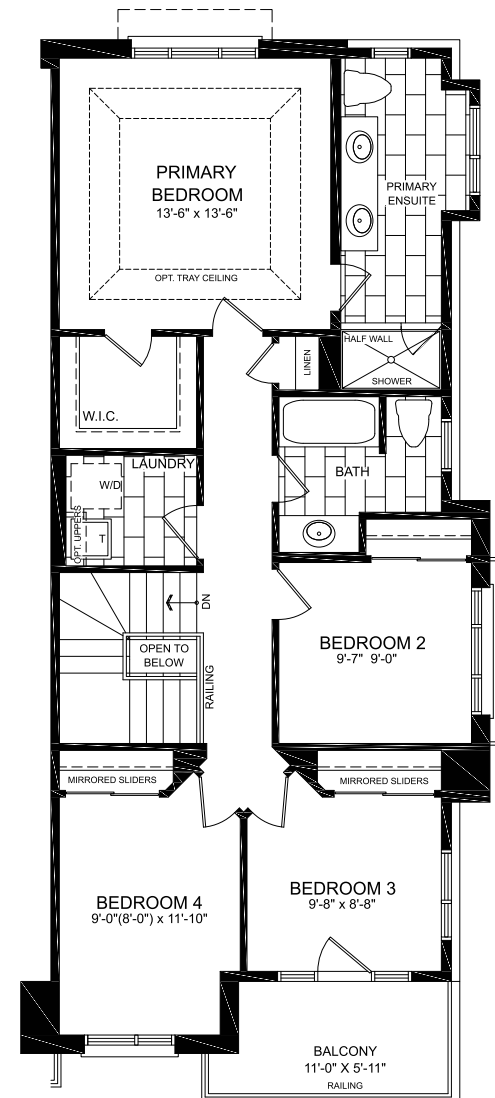 PRIMARY
BEDROOM
13'-6" x 13'-6"
OPT. TRAY CEILING
PRIMARY
ENSUITE
HALF WALL
SHOWER
LINEN
W.I.C.
LAUNDRY
W/D
OPT. UPPERS
T
BATH
DN
OPEN TO
BELOW
RAILING
BEDROOM 2
9'-7" 9'-0"
MIRRORED SLIDERS
MIRRORED SLIDERS
BEDROOM 4
9'-0"(8'-0") x 11'-10"
BEDROOM 3
9'-8" x 8'-8"
BALCONY
11'-0" X 5'-11"
RAILING